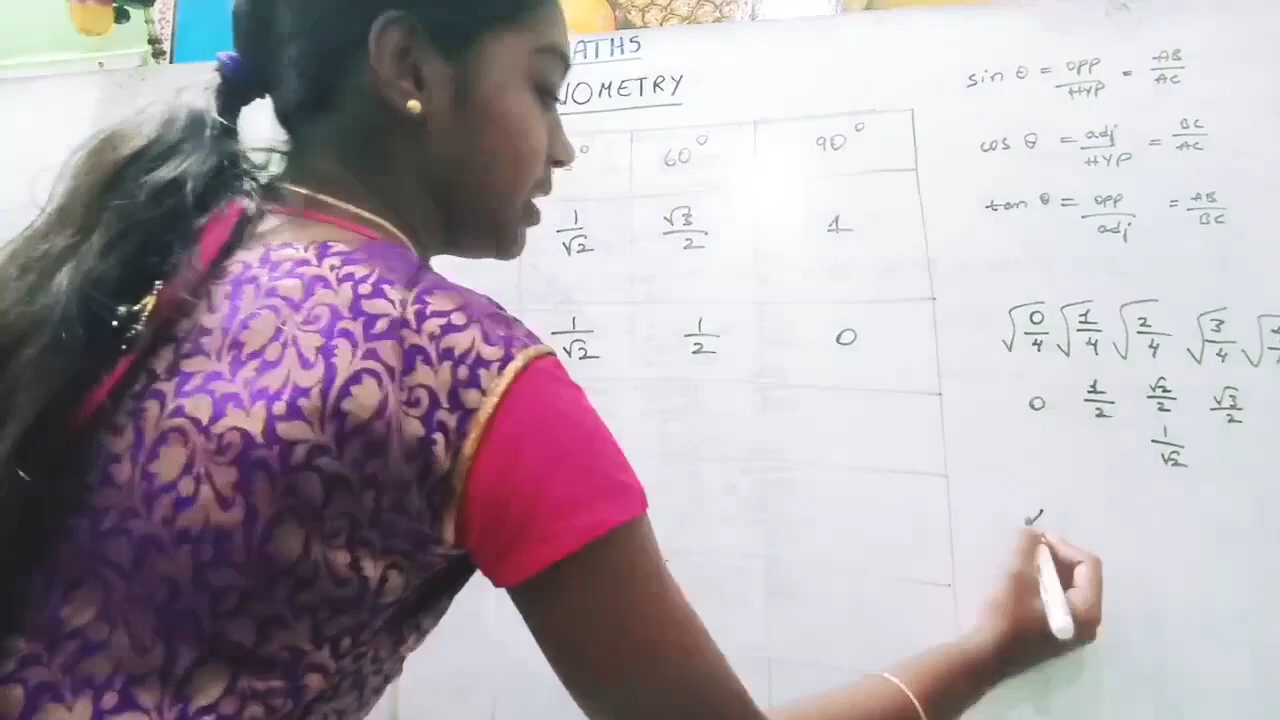 ATHS
NOMETRY
60° 90°
1/√2 √3/2 1
1/√2 1/2 0
sin θ = opp/HYP = AB/AC
cos θ = adj/HYP = BC/AC
tan θ = opp/adj = AB/BC
√0/4 √1/4 √2/4 √3/4
0 1/2 √2/2 √3/2
1/√2